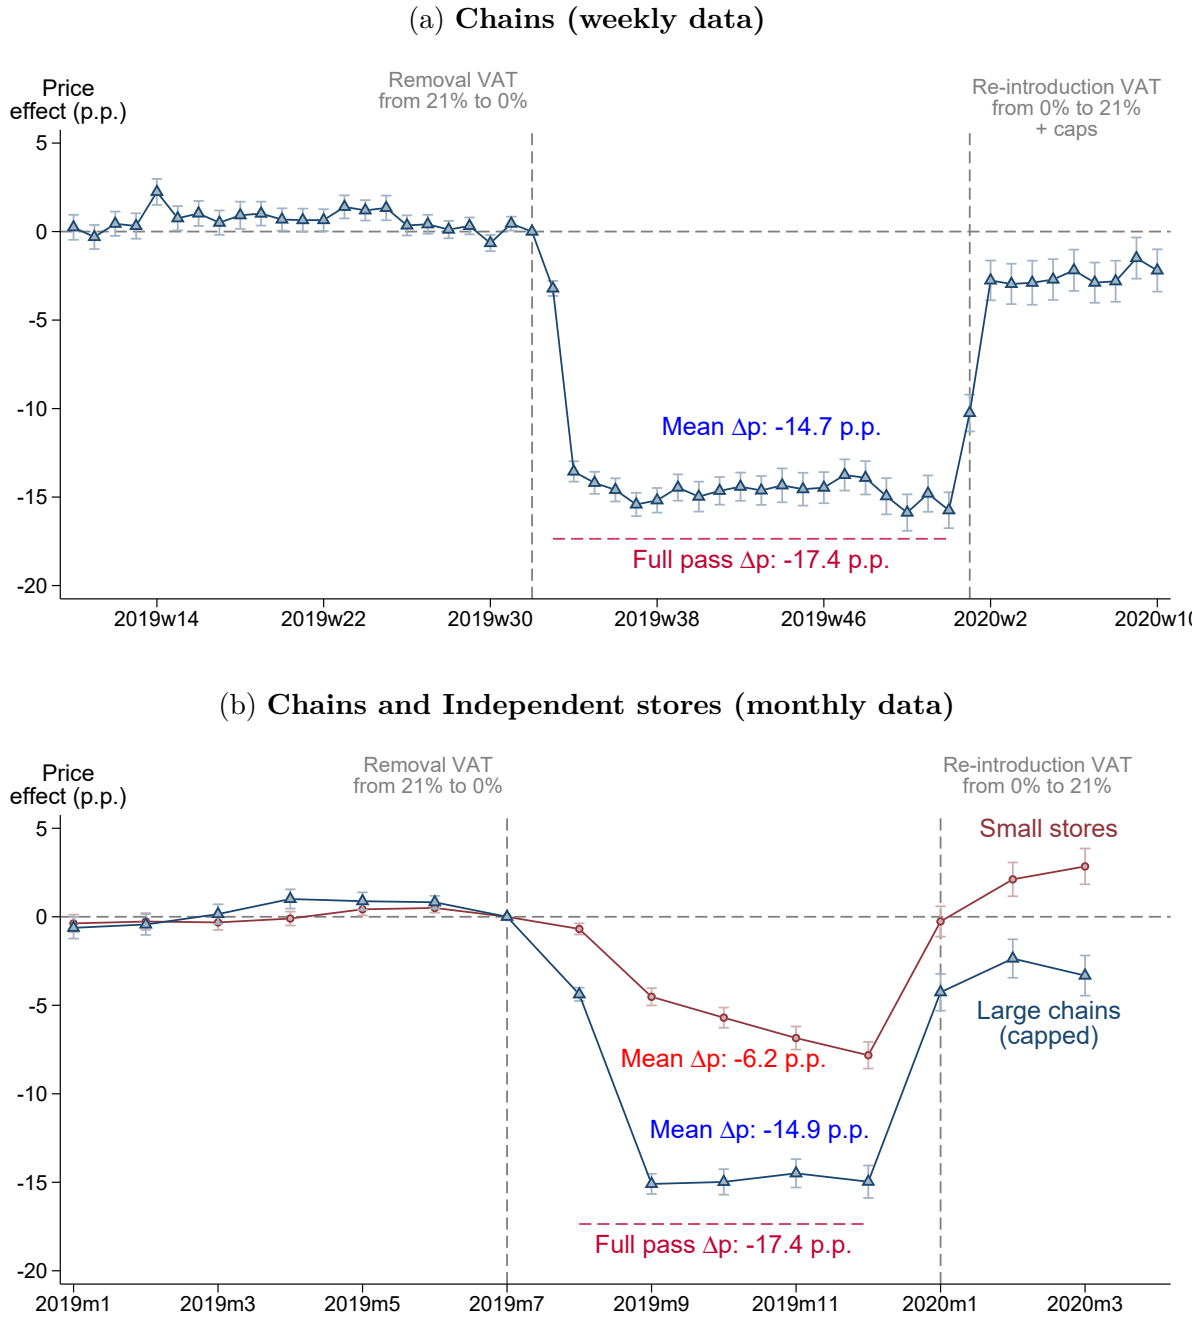 (a) Chains (weekly data)
Price
effect (p.p.)
Removal VAT
from 21% to 0%
Re-introduction VAT
from 0% to 21%
+ caps
5
0
-5
-10
-15
-20
Mean Δp: -14.7 p.p.
Full pass Δp: -17.4 p.p.
2019w14
2019w22
2019w30
2019w38
2019w46
2020w2
2020w10
(b) Chains and Independent stores (monthly data)
Price
effect (p.p.)
Removal VAT
from 21% to 0%
Re-introduction VAT
from 0% to 21%
5
0
-5
-10
-15
-20
Small stores
Large chains
(capped)
Mean Δp: -6.2 p.p.
Mean Δp: -14.9 p.p.
Full pass Δp: -17.4 p.p.
2019m1
2019m3
2019m5
2019m7
2019m9
2019m11
2020m1
2020m3